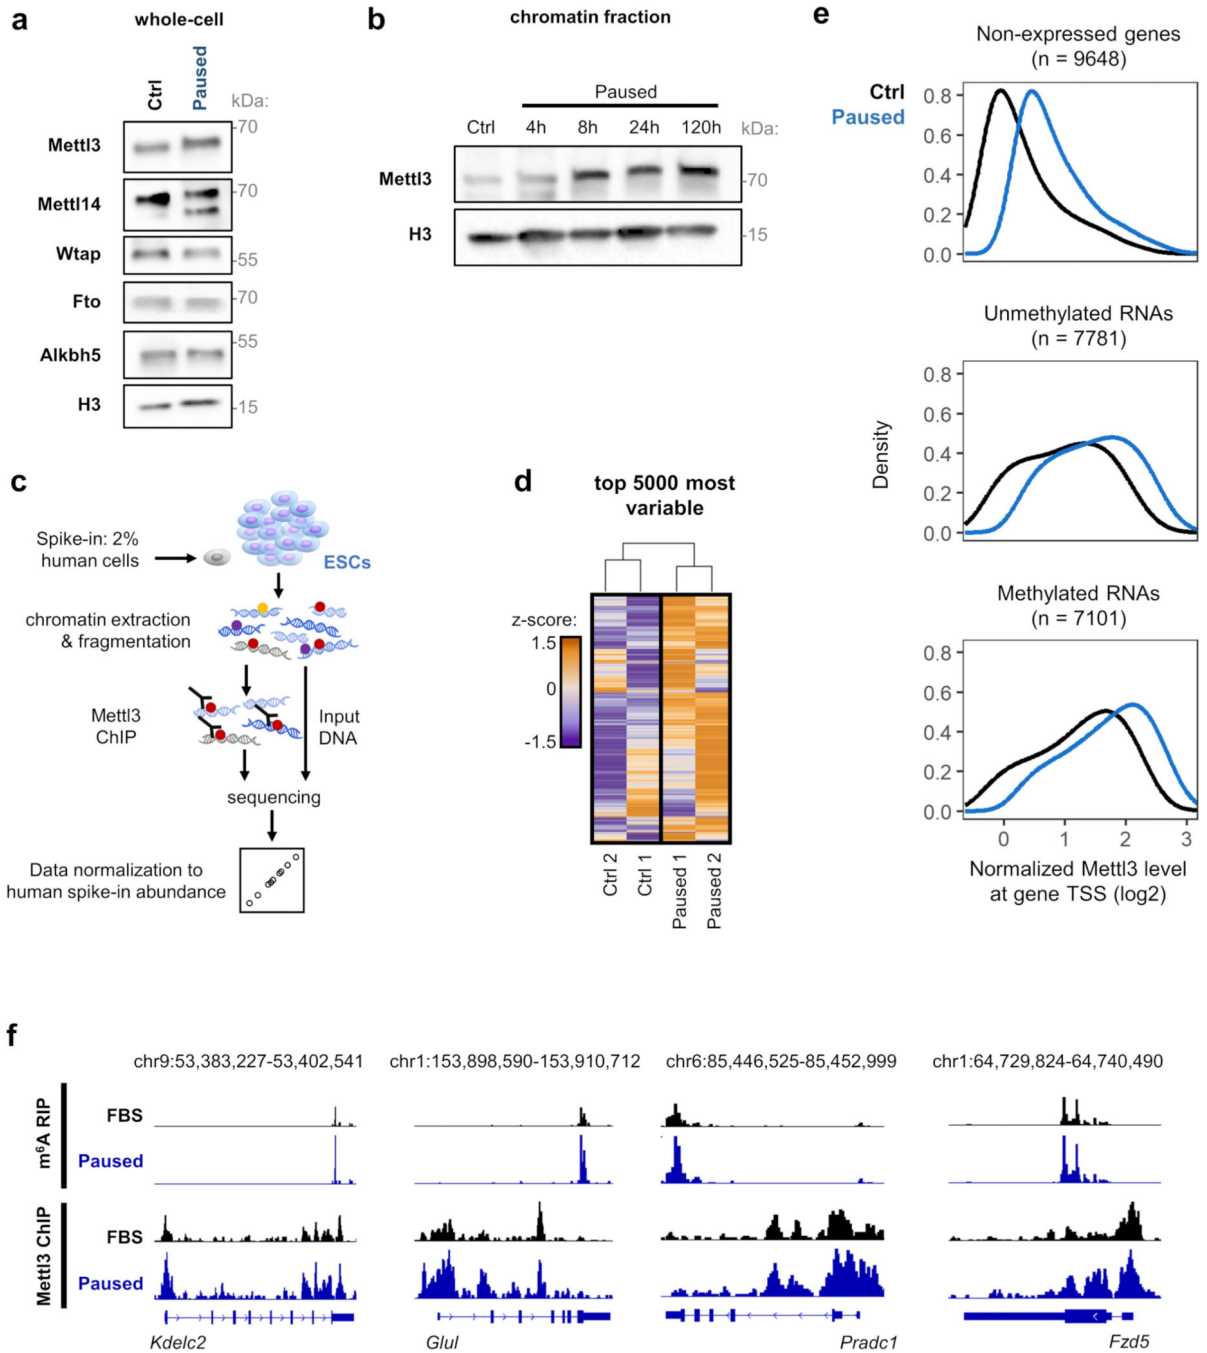 a
whole-cell
Ctrl
Paused
kDa:
Mettl3
-70
Mettl14
-70
Wtap
-55
Fto
-70
Alkbh5
-55
H3
-15
b
chromatin fraction
Paused
Ctrl
4h
8h
24h
120h
kDa:
Mettl3
-70
H3
-15
c
Spike-in: 2%
human cells
ESCs
chromatin extraction
& fragmentation
Mettl3
ChIP
Input
DNA
sequencing
Data normalization to
human spike-in abundance
d
top 5000 most
variable
z-score:
1.5
0
-1.5
Ctrl 2
Ctrl 1
Paused 1
Paused 2
e
Non-expressed genes
(n = 9648)
Ctrl
Paused
0.8
0.6
0.4
0.2
0.0
Unmethylated RNAs
(n = 7781)
0.8
0.6
0.4
0.2
0.0
Density
Methylated RNAs
(n = 7101)
0.8
0.6
0.4
0.2
0.0
0 1 2 3
Normalized Mettl3 level
at gene TSS (log2)
f
chr9:53,383,227-53,402,541
chr1:153,898,590-153,910,712
chr6:85,446,525-85,452,999
chr1:64,729,824-64,740,490
m⁶A RIP
FBS
Paused
Mettl3 ChIP
FBS
Paused
Kdelc2
Glul
Pradc1
Fzd5